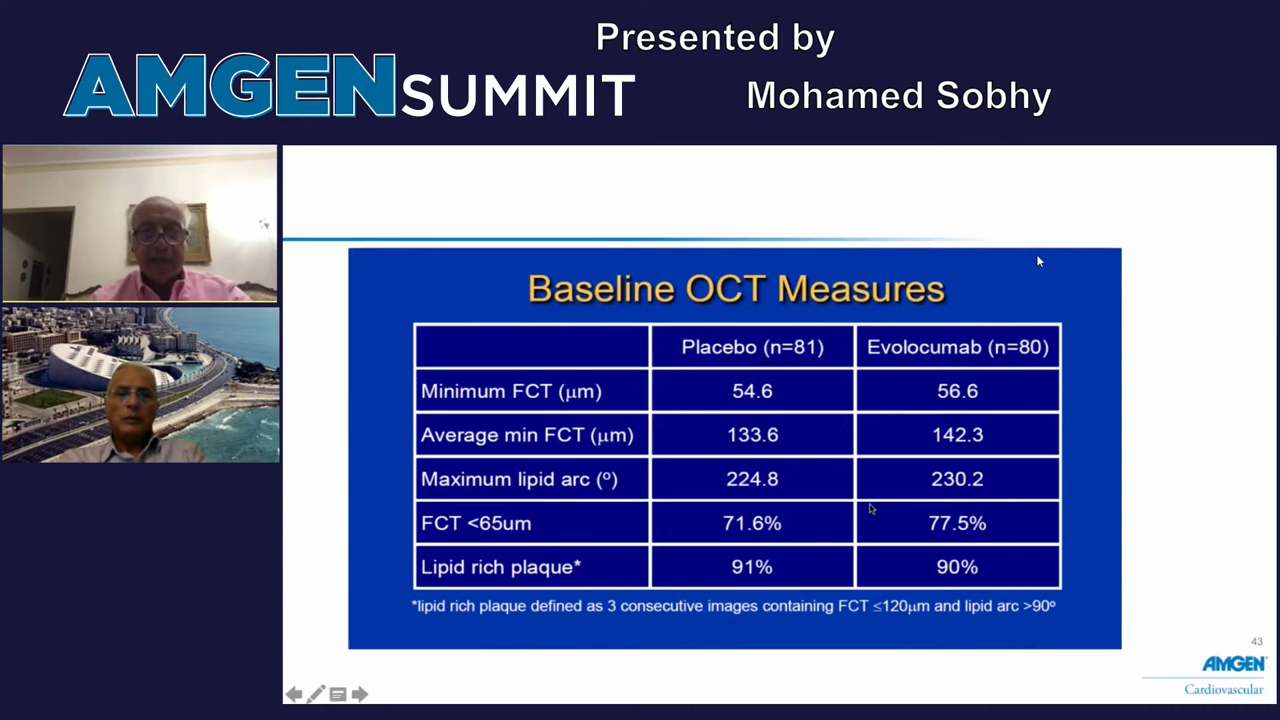 Presented by
AMGEN SUMMIT
Mohamed Sobhy
Baseline OCT Measures
Placebo (n=81) Evolocumab (n=80)
Minimum FCT (μm) 54.6 56.6
Average min FCT (μm) 133.6 142.3
Maximum lipid arc (º) 224.8 230.2
FCT <65um 71.6% 77.5%
Lipid rich plaque* 91% 90%
*lipid rich plaque defined as 3 consecutive images containing FCT ≤120μm and lipid arc >90º
43
AMGEN®
Cardiovascular